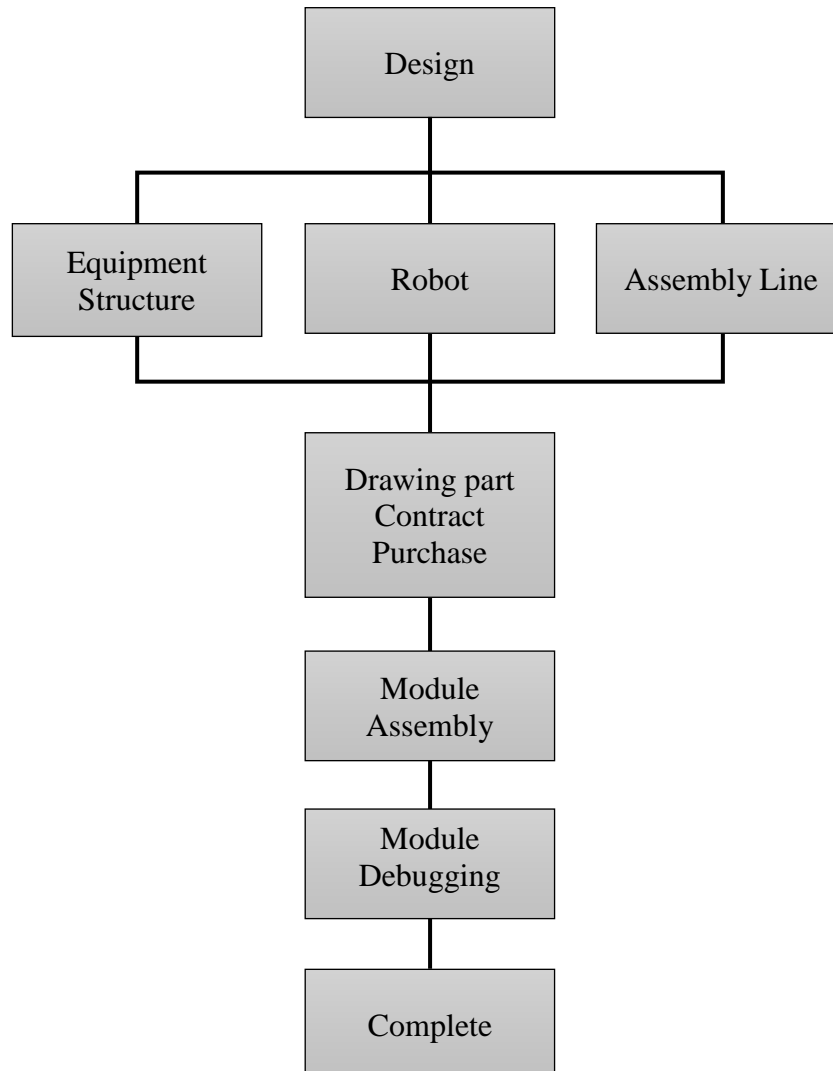 Design
Equipment
Structure
Robot
Assembly Line
Drawing part
Contract
Purchase
Module
Assembly
Module
Debugging
Complete